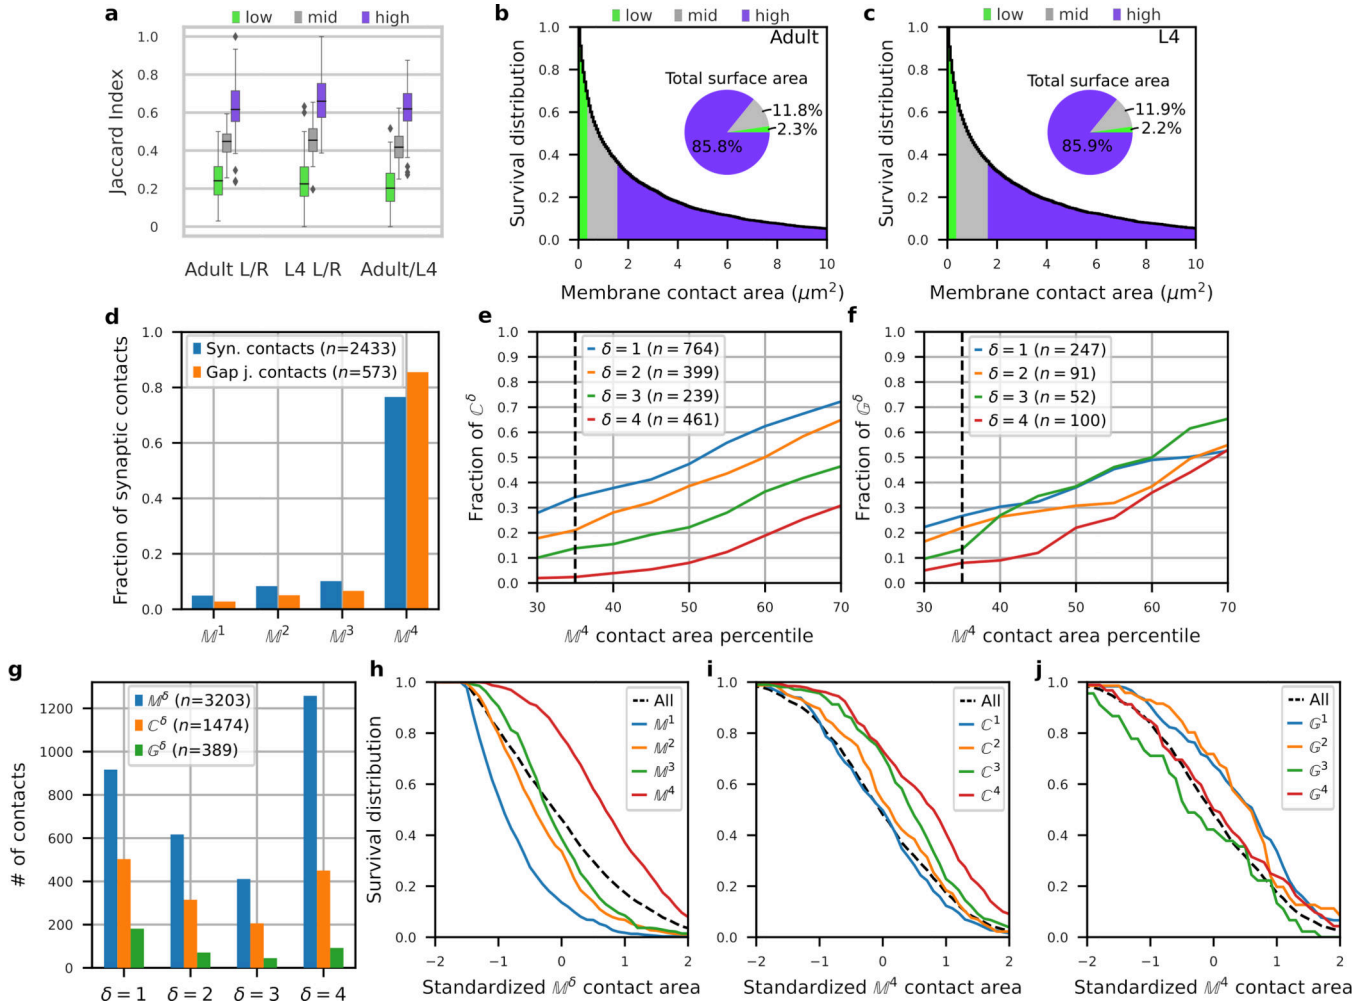 a
low mid high
Jaccard Index
1.0
0.8
0.6
0.4
0.2
0
Adult L/R L4 L/R Adult/L4
b
low mid high
Adult
Survival distribution
1.0
0.8
0.6
0.4
0.2
0.0
Total surface area
11.8%
2.3%
85.8%
0 2 4 6 8 10
Membrane contact area (μm²)
c
low mid high
L4
Survival distribution
1.0
0.8
0.6
0.4
0.2
0.0
Total surface area
11.9%
2.2%
85.9%
0 2 4 6 8 10
Membrane contact area (μm²)
d
Fraction of synaptic contacts
1.0
0.8
0.6
0.4
0.2
0.0
Syn. contacts (n=2433)
Gap j. contacts (n=573)
𝕄¹ 𝕄² 𝕄³ 𝕄⁴
e
Fraction of ℂ^δ
1.0
0.9
0.8
0.7
0.6
0.5
0.4
0.3
0.2
0.1
0.0
δ = 1 (n = 764)
δ = 2 (n = 399)
δ = 3 (n = 239)
δ = 4 (n = 461)
30 40 50 60 70
𝕄⁴ contact area percentile
f
Fraction of 𝔾^δ
1.0
0.9
0.8
0.7
0.6
0.5
0.4
0.3
0.2
0.1
0.0
δ = 1 (n = 247)
δ = 2 (n = 91)
δ = 3 (n = 52)
δ = 4 (n = 100)
30 40 50 60 70
𝕄⁴ contact area percentile
g
# of contacts
1200
1000
800
600
400
200
0
𝕄^δ (n=3203)
ℂ^δ (n=1474)
𝔾^δ (n=389)
δ = 1 δ = 2 δ = 3 δ = 4
h
Survival distribution
1.0
0.8
0.6
0.4
0.2
0.0
All
𝕄¹
𝕄²
𝕄³
𝕄⁴
−2 −1 0 1 2
Standardized 𝕄^δ contact area
i
1.0
0.8
0.6
0.4
0.2
0.0
All
ℂ¹
ℂ²
ℂ³
ℂ⁴
−2 −1 0 1 2
Standardized 𝕄⁴ contact area
j
1.0
0.8
0.6
0.4
0.2
0.0
All
𝔾¹
𝔾²
𝔾³
𝔾⁴
−2 −1 0 1 2
Standardized 𝕄⁴ contact area